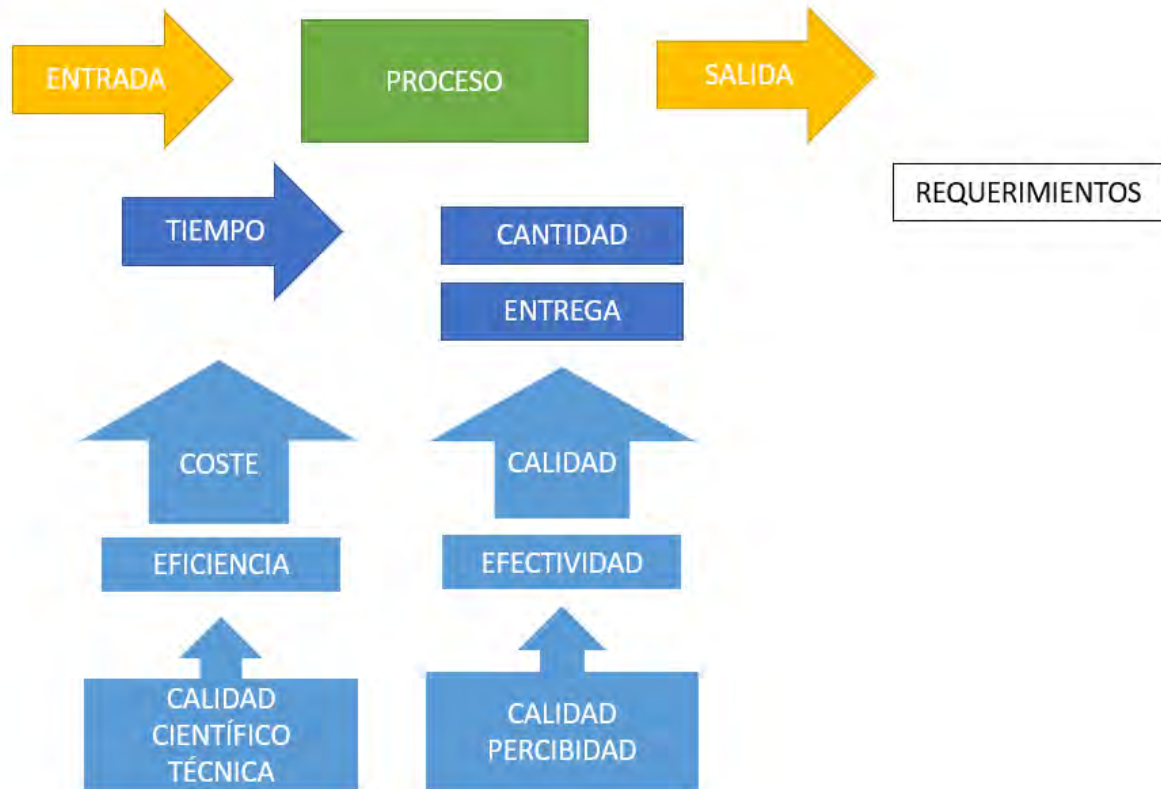 ENTRADA
PROCESO
SALIDA
REQUERIMIENTOS
TIEMPO
CANTIDAD
ENTREGA
COSTE
CALIDAD
EFICIENCIA
EFECTIVIDAD
CALIDAD
CIENTÍFICO
TÉCNICA
CALIDAD
PERCIBIDAD